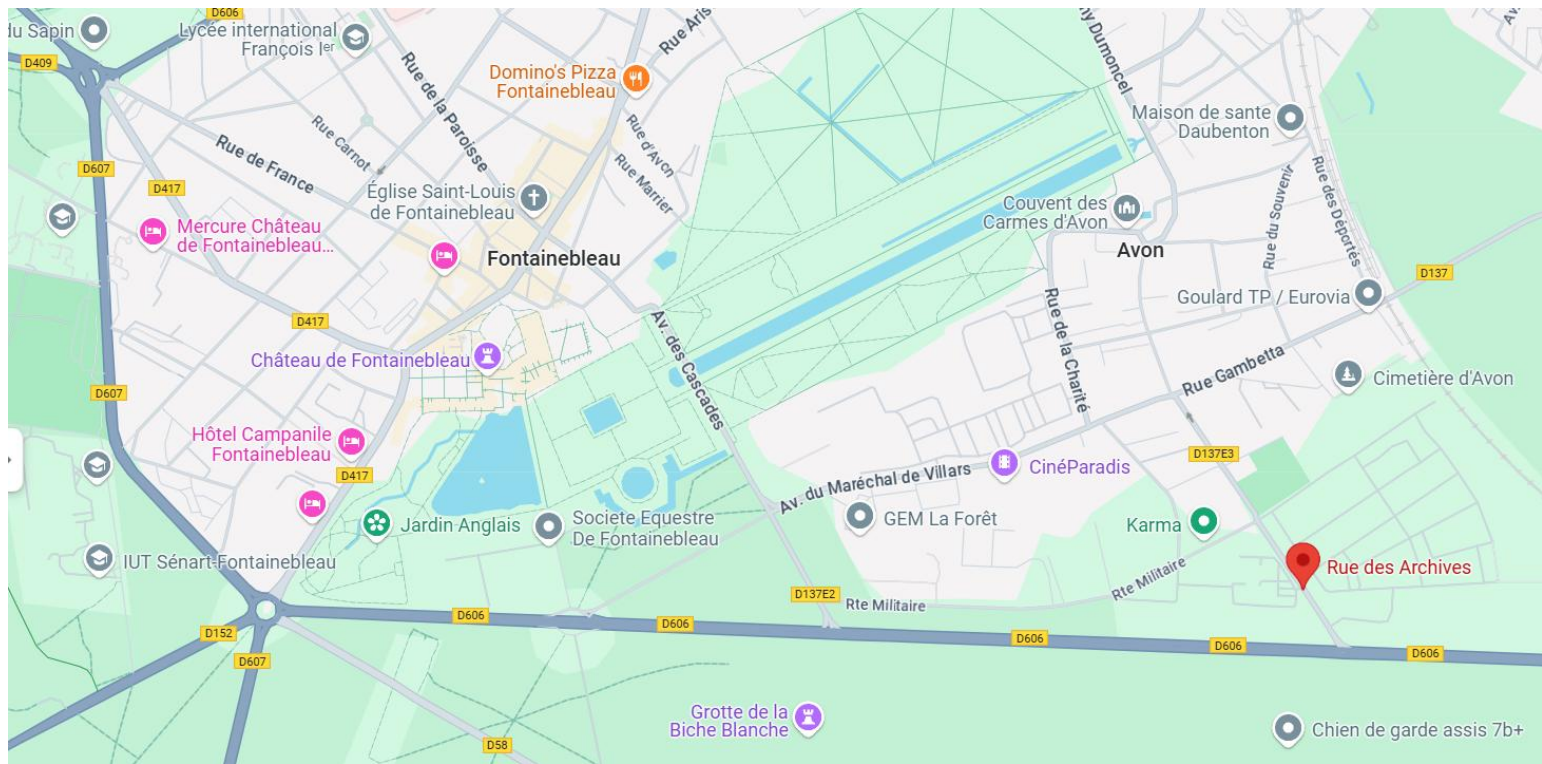 D606
du Sapin
Lycée international
François Iᵉʳ
Rue Aris
ny Dumoncel
Av
D409
Domino's Pizza
Fontainebleau
Rue de la Paroisse
Maison de sante
Daubenton
Rue Carnot
Rue d'Avon
Rue de France
D607
D417
Rue Marrier
Rue des Déportés
Église Saint-Louis
de Fontainebleau
Couvent des
Carmes d'Avon
Rue du Souvenir
Mercure Château
de Fontainebleau...
Fontainebleau
Avon
D137
Goulard TP / Eurovia
D417
Av. des Cascades
Rue de la Charité
Château de Fontainebleau
Rue Gambetta
Cimetière d'Avon
D607
Hôtel Campanile
Fontainebleau
D137E3
D417
Av. du Maréchal de Villars
CinéParadis
Jardin Anglais
Societe Equestre
De Fontainebleau
GEM La Forêt
Karma
IUT Sénart-Fontainebleau
Rue des Archives
Rte Militaire
D137E2
Rte Militaire
D606
D606
D152
D606
D606
D606
D607
Grotte de la
Biche Blanche
Chien de garde assis 7b+
D58